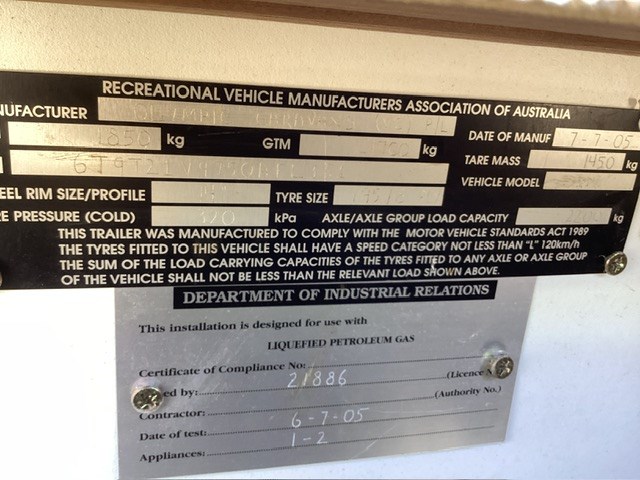 RECREATIONAL VEHICLE MANUFACTURERS ASSOCIATION OF AUSTRALIA
NUFACTURER
DATE OF MANUF 7-7-05
1850 kg GTM kg
TARE MASS 1450 kg
VEHICLE MODEL
EEL RIM SIZE/PROFILE TYRE SIZE
RE PRESSURE (COLD) kPa AXLE/AXLE GROUP LOAD CAPACITY
THIS TRAILER WAS MANUFACTURED TO COMPLY WITH THE MOTOR VEHICLE STANDARDS ACT 1989
THE TYRES FITTED TO THIS VEHICLE SHALL HAVE A SPEED CATEGORY NOT LESS THAN "L" 120km/h
THE SUM OF THE LOAD CARRYING CAPACITIES OF THE TYRES FITTED TO ANY AXLE OR AXLE GROUP
OF THE VEHICLE SHALL NOT BE LESS THAN THE RELEVANT LOAD SHOWN ABOVE.
DEPARTMENT OF INDUSTRIAL RELATIONS
This installation is designed for use with
LIQUEFIED PETROLEUM GAS
Certificate of Compliance No:
21886 (Licence
ed by: (Authority No.)
Contractor: 6-7-05
Date of test: 1-2
Appliances: